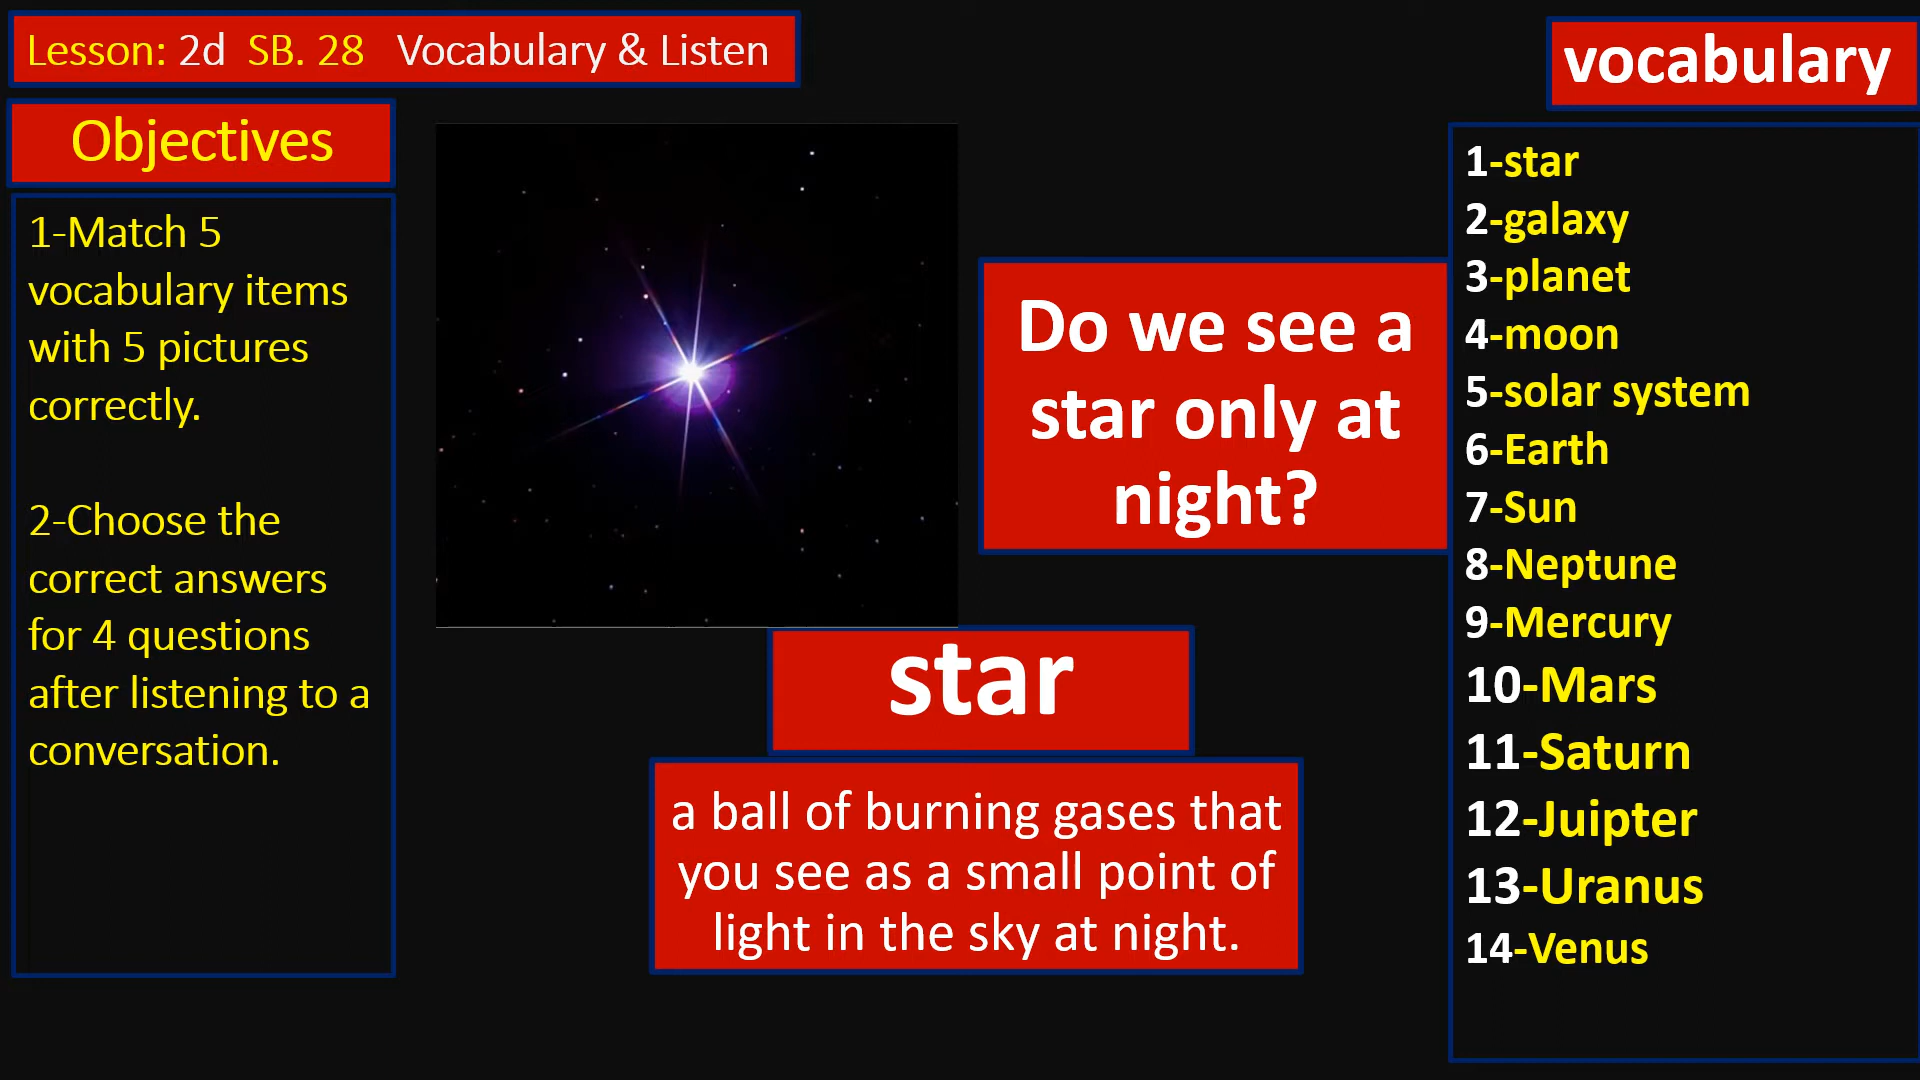 Lesson: 2d SB. 28 Vocabulary & Listen
vocabulary
Objectives
1-Match 5
vocabulary items
with 5 pictures
correctly.
2-Choose the
correct answers
for 4 questions
after listening to a
conversation.
Do we see a
star only at
night?
star
a ball of burning gases that
you see as a small point of
light in the sky at night.
1-star
2-galaxy
3-planet
4-moon
5-solar system
6-Earth
7-Sun
8-Neptune
9-Mercury
10-Mars
11-Saturn
12-Juipter
13-Uranus
14-Venus